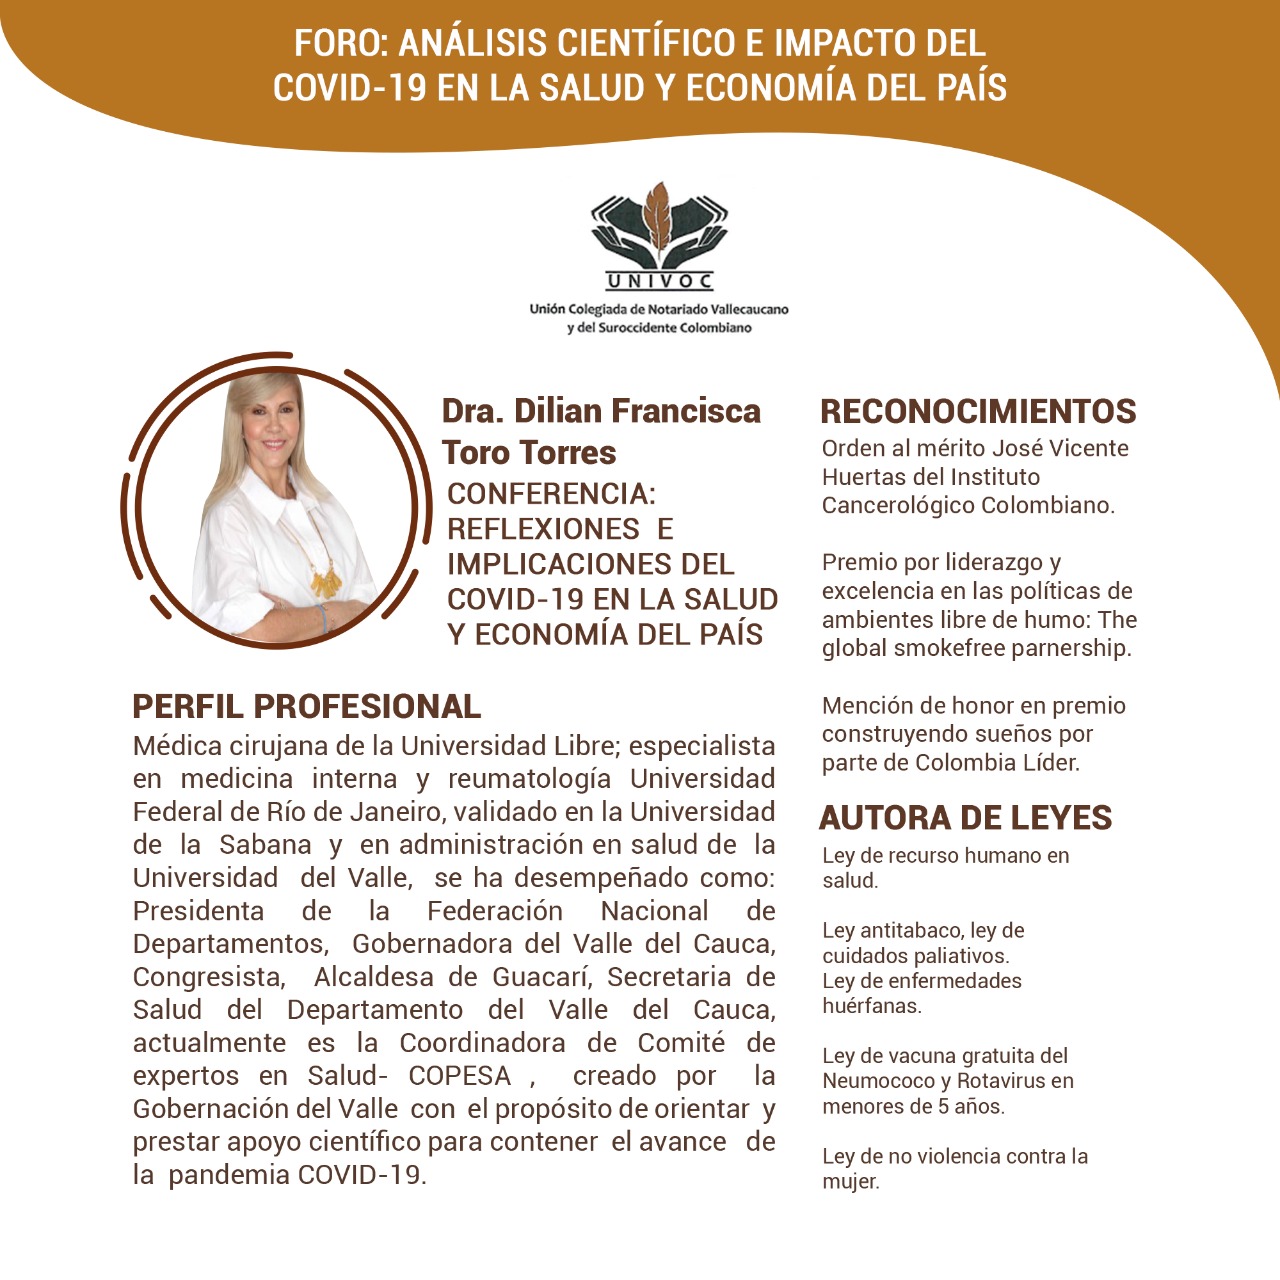 FORO: ANÁLISIS CIENTÍFICO E IMPACTO DEL
COVID-19 EN LA SALUD Y ECONOMÍA DEL PAÍS
UNIVOC
Unión Colegiada de Notariado Vallecaucano
y del Suroccidente Colombiano
Dra. Dilian Francisca
Toro Torres
CONFERENCIA:
REFLEXIONES E
IMPLICACIONES DEL
COVID-19 EN LA SALUD
Y ECONOMÍA DEL PAÍS
PERFIL PROFESIONAL
Médica cirujana de la Universidad Libre; especialista
en medicina interna y reumatología Universidad
Federal de Río de Janeiro, validado en la Universidad
de la Sabana y en administración en salud de la
Universidad del Valle, se ha desempeñado como:
Presidenta de la Federación Nacional de
Departamentos, Gobernadora del Valle del Cauca,
Congresista, Alcaldesa de Guacarí, Secretaria de
Salud del Departamento del Valle del Cauca,
actualmente es la Coordinadora de Comité de
expertos en Salud- COPESA , creado por la
Gobernación del Valle con el propósito de orientar y
prestar apoyo científico para contener el avance de
la pandemia COVID-19.
RECONOCIMIENTOS
Orden al mérito José Vicente
Huertas del Instituto
Cancerológico Colombiano.
Premio por liderazgo y
excelencia en las políticas de
ambientes libre de humo: The
global smokefree parnership.
Mención de honor en premio
construyendo sueños por
parte de Colombia Líder.
AUTORA DE LEYES
Ley de recurso humano en
salud.
Ley antitabaco, ley de
cuidados paliativos.
Ley de enfermedades
huérfanas.
Ley de vacuna gratuita del
Neumococo y Rotavirus en
menores de 5 años.
Ley de no violencia contra la
mujer.